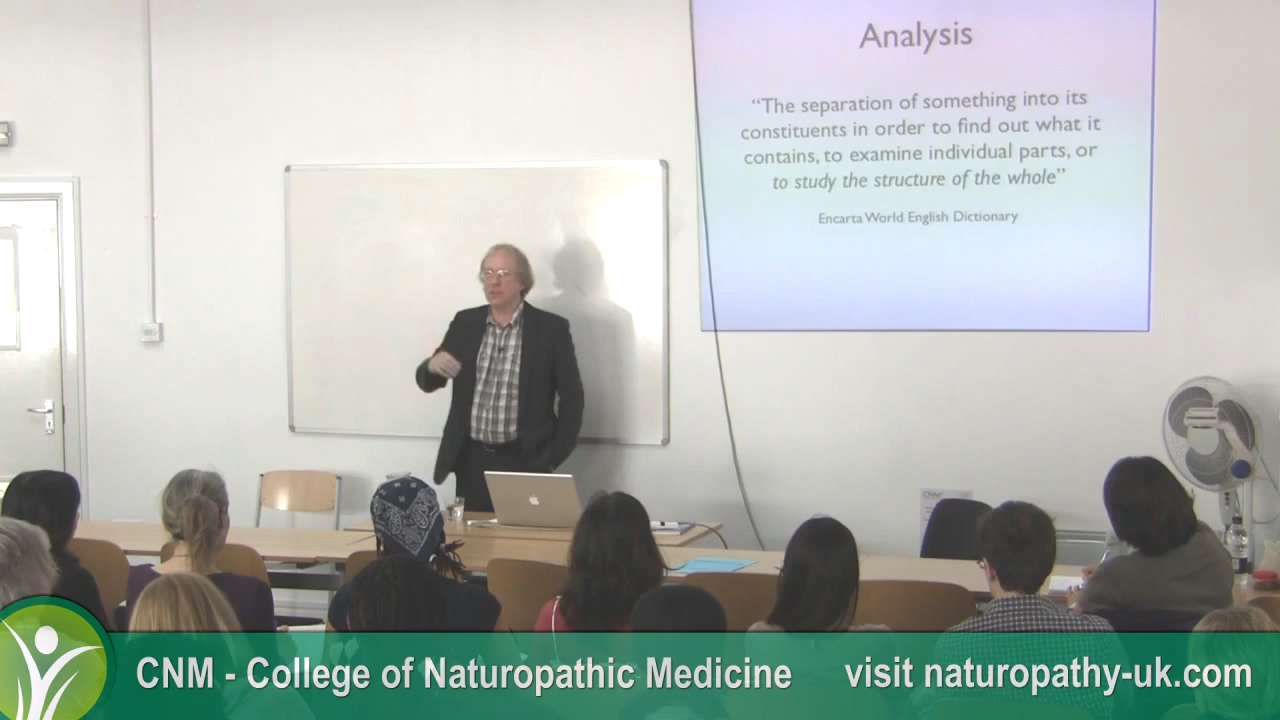 Analysis
“The separation of something into its
constituents in order to find out what it
contains, to examine individual parts, or
to study the structure of the whole”
Encarta World English Dictionary
CNM
CNM - College of Naturopathic Medicine
visit naturopathy-uk.com